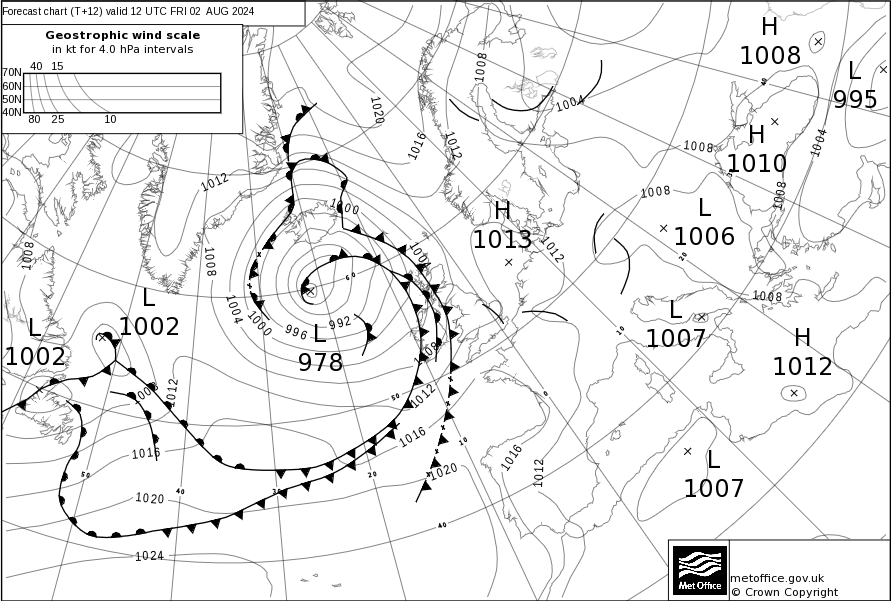 Forecast chart (T+12) valid 12 UTC FRI 02 AUG 2024
Geostrophic wind scale
in kt for 4.0 hPa intervals
40 15
70N
60N
50N
40N
80 25 10
H
1008
L
995
H
1010
L
1006
H
1013
L
1007
H
1012
L
1007
L
978
L
1002
L
1002
1008
1004
1020
1016
1012
1008
1004
1008
1008
1012
1000
1004
1012
1008
1008
1004
1000
996
992
1008
1008
1012
1008
1012
1016
1016
1020
1020
1024
1016
1012
60
50
40
30
20
10
0
10
20
40
50
40
Met Office
metoffice.gov.uk
© Crown Copyright